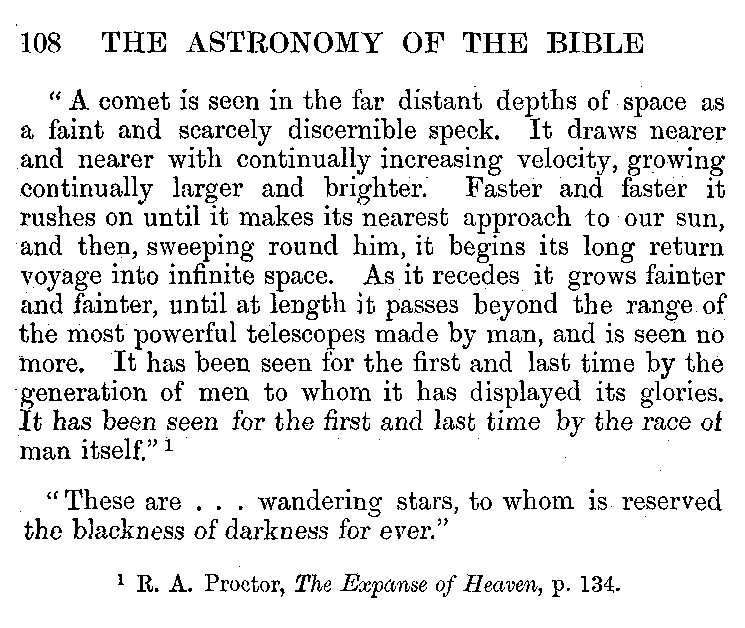 108 THE ASTRONOMY OF THE BIBLE
“ A comet is seen in the far distant depths of space as
a faint and scarcely discernible speck. It draws nearer
and nearer with continually increasing velocity, growing
continually larger and brighter. Faster and faster it
rushes on until it makes its nearest approach to our sun,
and then, sweeping round him, it begins its long return
voyage into infinite space. As it recedes it grows fainter
and fainter, until at length it passes beyond the range of
the most powerful telescopes made by man, and is seen no
more. It has been seen for the first and last time by the
generation of men to whom it has displayed its glories.
It has been seen for the first and last time by the race of
man itself.” ¹
“ These are . . . wandering stars, to whom is reserved
the blackness of darkness for ever.”
¹ R. A. Proctor, The Expanse of Heaven, p. 134.